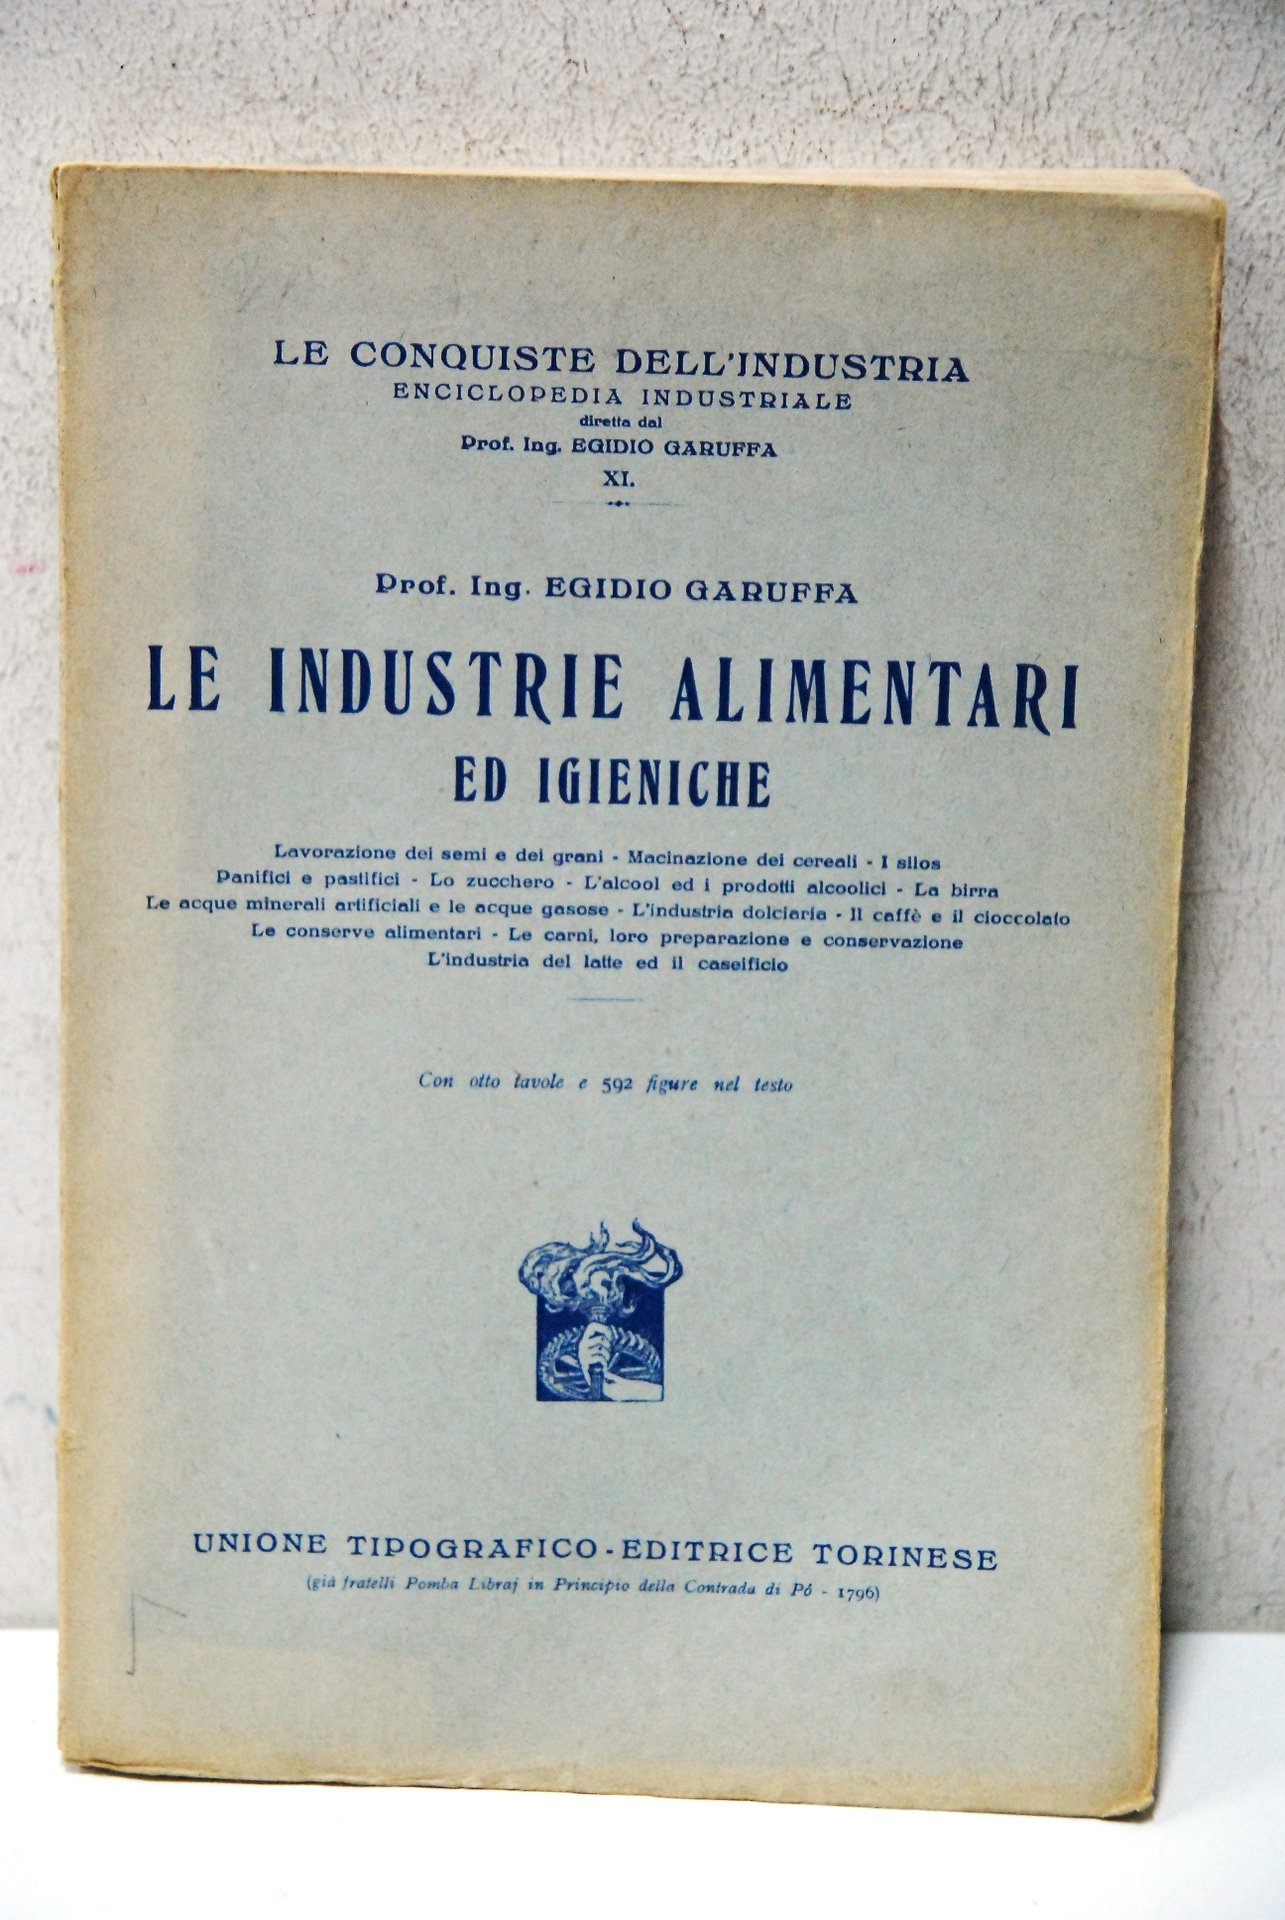 LE CONQUISTE DELL'INDUSTRIA
ENCICLOPEDIA INDUSTRIALE
diretta dal
Prof. Ing. EGIDIO GARUFFA
XI.
Prof. Ing. EGIDIO GARUFFA
LE INDUSTRIE ALIMENTARI
ED IGIENICHE
Lavorazione dei semi e dei grani - Macinazione dei cereali - I silos
Panifici e pastifici - Lo zucchero - L'alcool ed i prodotti alcoolici - La birra
Le acque minerali artificiali e le acque gasose - L'industria dolciaria - Il caffè e il cioccolato
Le conserve alimentari - Le carni, loro preparazione e conservazione
L'industria del latte ed il caseificio
Con otto tavole e 592 figure nel testo
UNIONE TIPOGRAFICO-EDITRICE TORINESE
(già fratelli Pomba Libraj in Principio della Contrada di Pó - 1796)